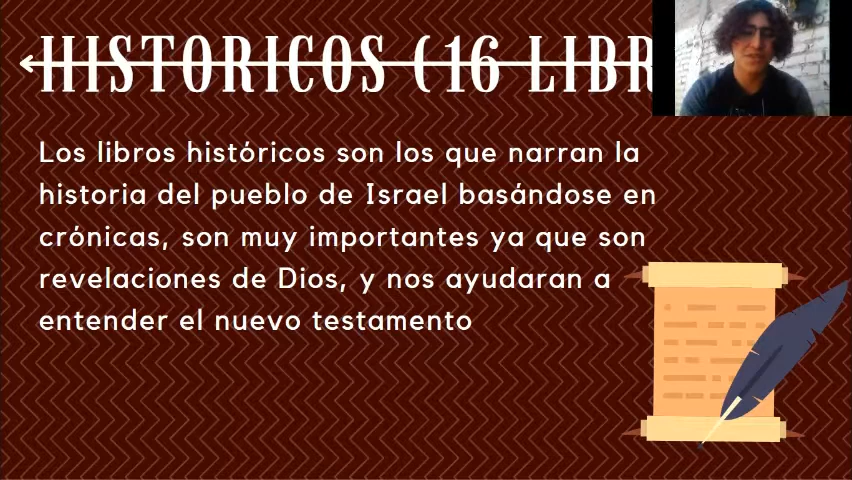 HISTORICOS (16 LIBR
Los libros históricos son los que narran la
historia del pueblo de Israel basándose en
crónicas, son muy importantes ya que son
revelaciones de Dios, y nos ayudaran a
entender el nuevo testamento